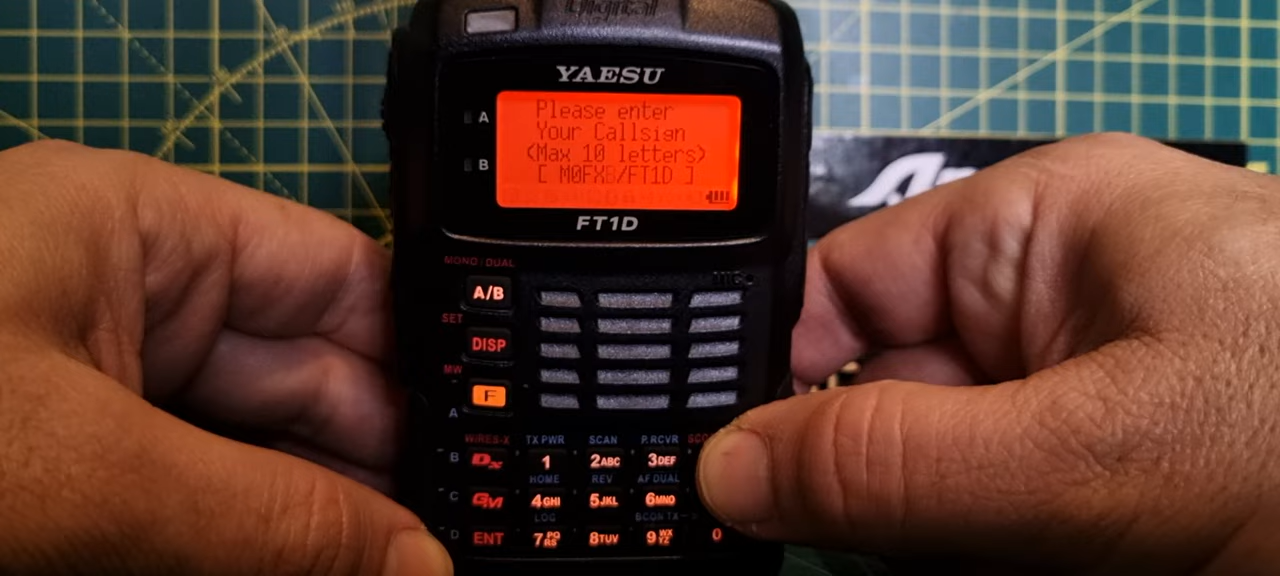 Digital
YAESU
A
B
Please enter
Your Callsign
(Max 10 letters)
[ M0FXB/FT1D ]
FT1D
MONO/DUAL
A/B
SET
DISP
MW
F
A
WIRES-X TX PWR SCAN P.RCVR
B Dx 1 2ABC 3DEF
HOME REV AF DUAL
C GM 4GHI 5JKL 6MNO
LOG BCON TX
D ENT 7PQRS 8TUV 9WXYZ 0